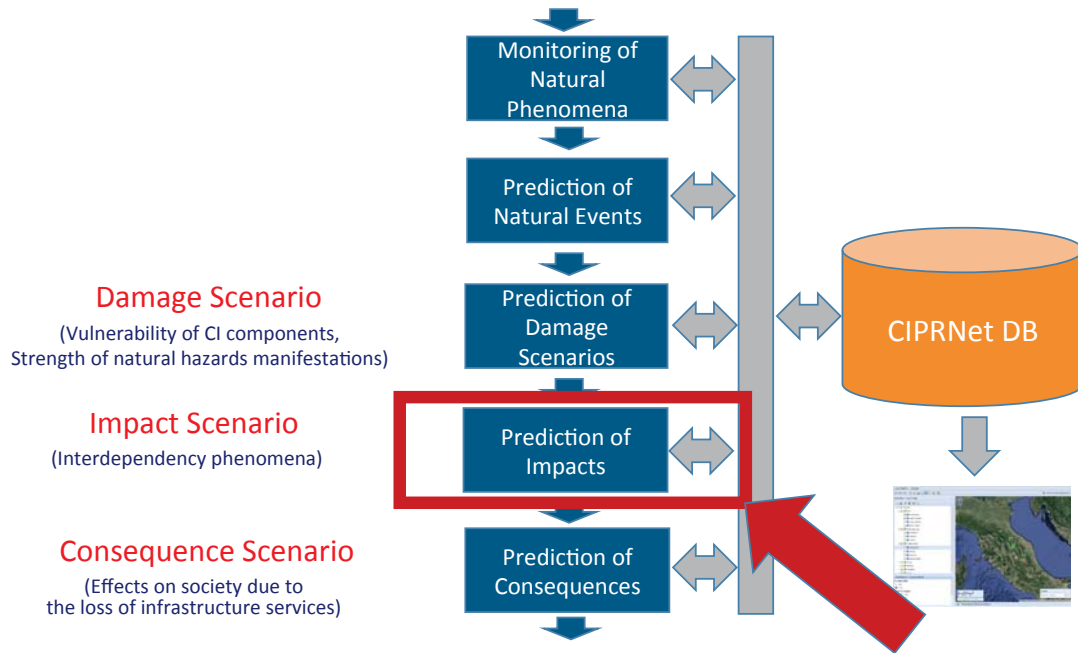 Monitoring of
Natural
Phenomena
Prediction of
Natural Events
Damage Scenario
(Vulnerability of CI components,
Strength of natural hazards manifestations)
Prediction of
Damage
Scenarios
CIPRNet DB
Impact Scenario
(Interdependency phenomena)
Prediction of
Impacts
Consequence Scenario
(Effects on society due to
the loss of infrastructure services)
Prediction of
Consequences